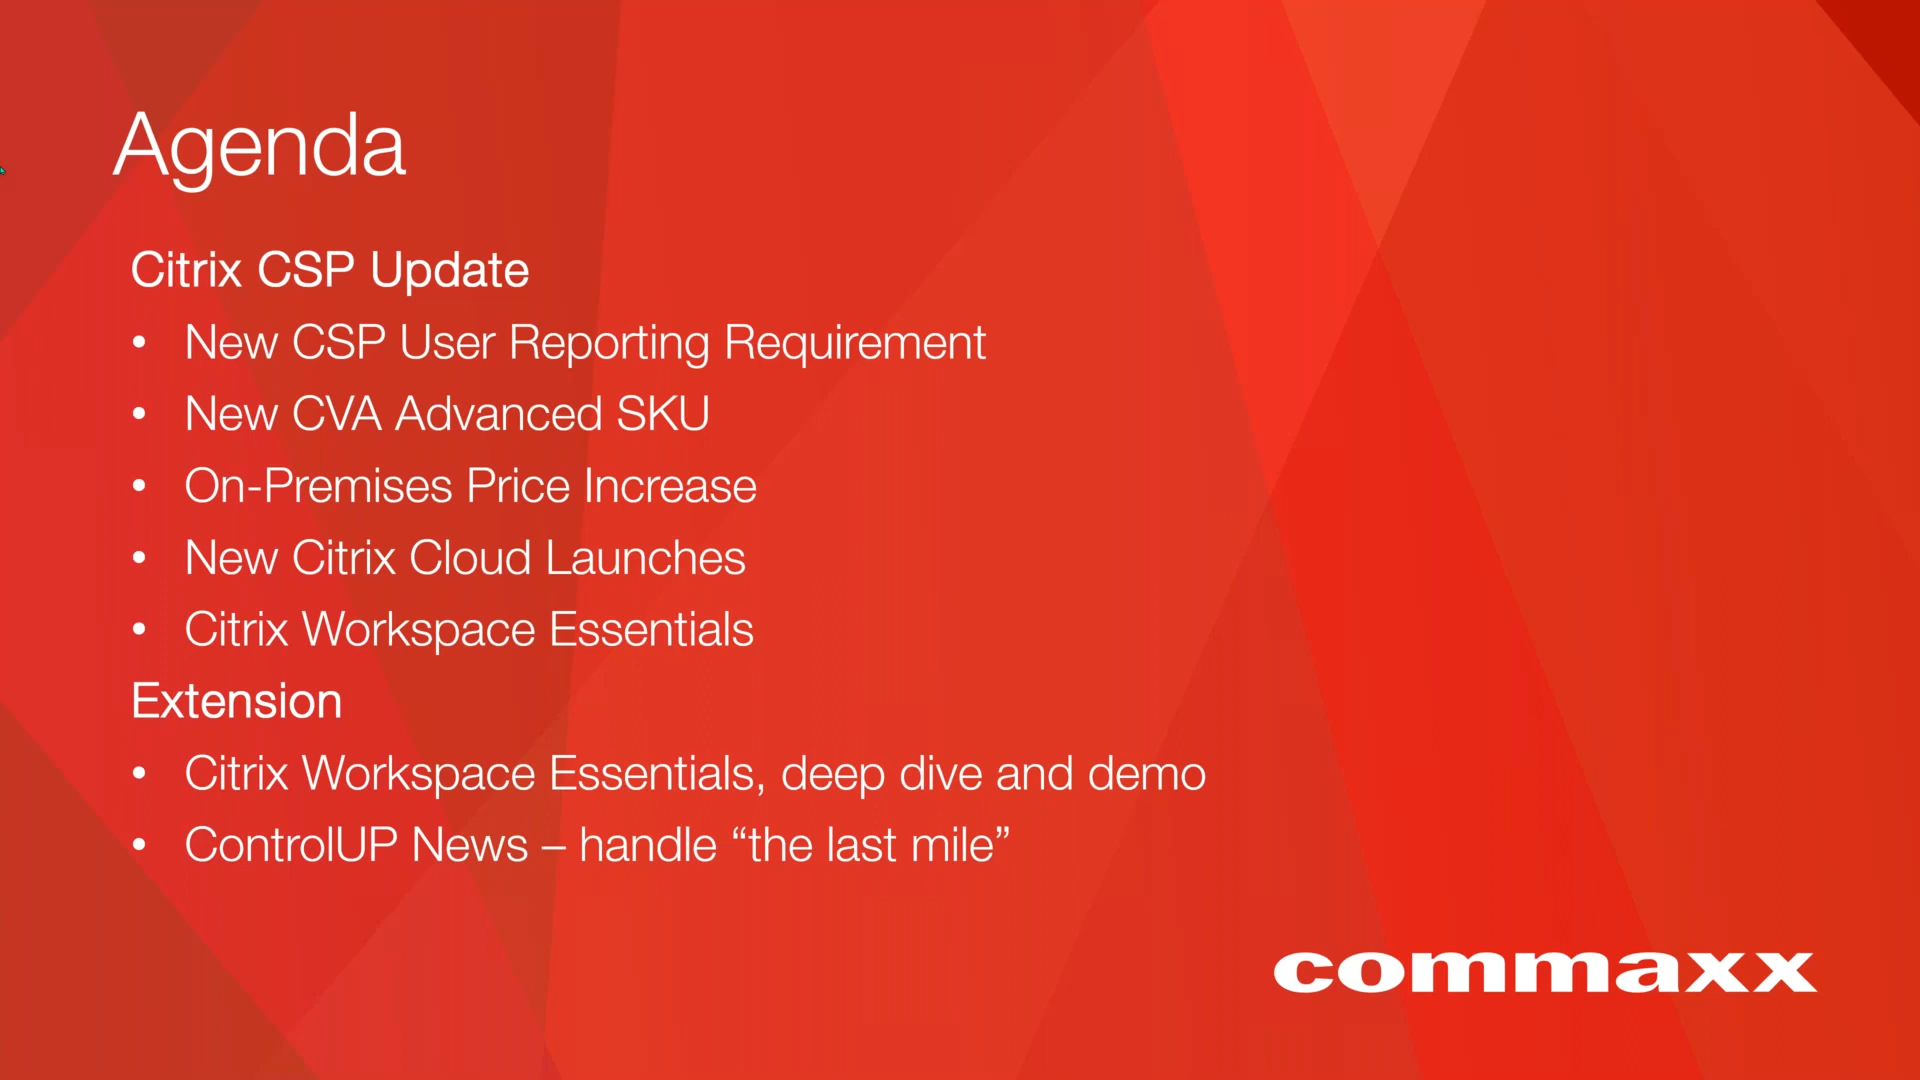 Agenda
Citrix CSP Update
• New CSP User Reporting Requirement
• New CVA Advanced SKU
• On-Premises Price Increase
• New Citrix Cloud Launches
• Citrix Workspace Essentials
Extension
• Citrix Workspace Essentials, deep dive and demo
• ControlUP News – handle “the last mile”
commaxx